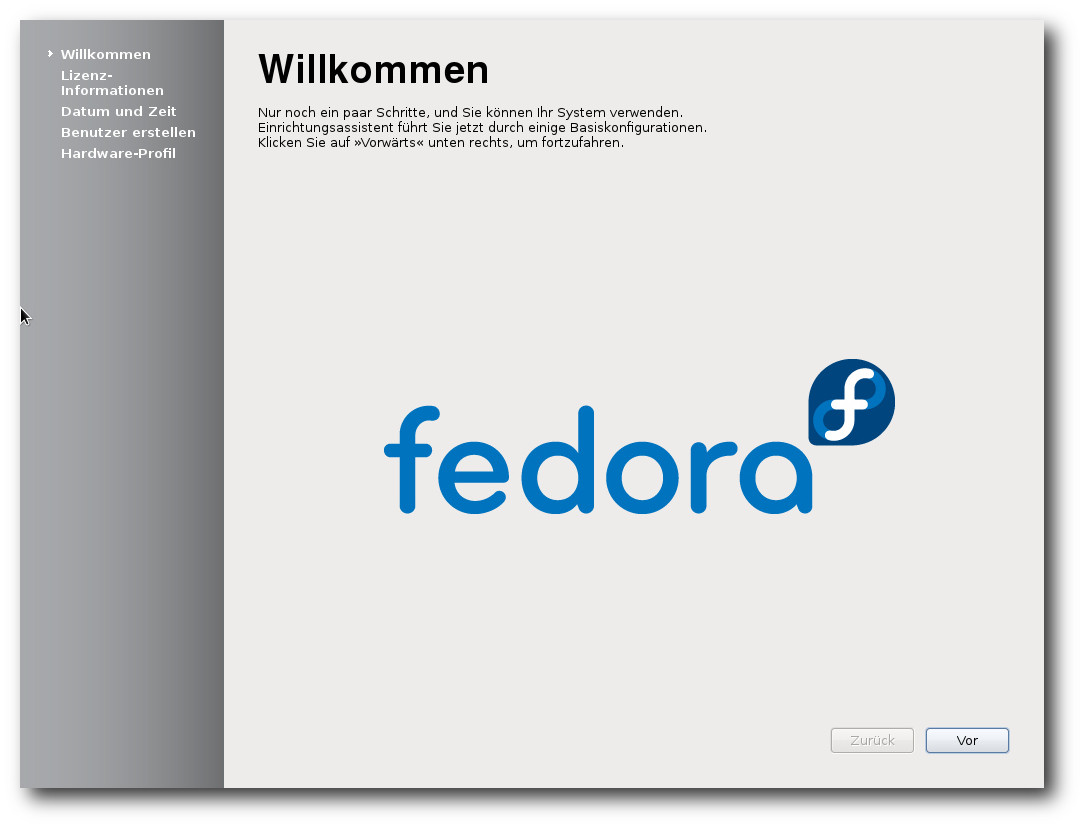 Willkommen
Lizenz-
Informationen
Datum und Zeit
Benutzer erstellen
Hardware-Profil
Willkommen
Nur noch ein paar Schritte, und Sie können Ihr System verwenden.
Einrichtungsassistent führt Sie jetzt durch einige Basiskonfigurationen.
Klicken Sie auf »Vorwärts« unten rechts, um fortzufahren.
fedora
Zurück
Vor